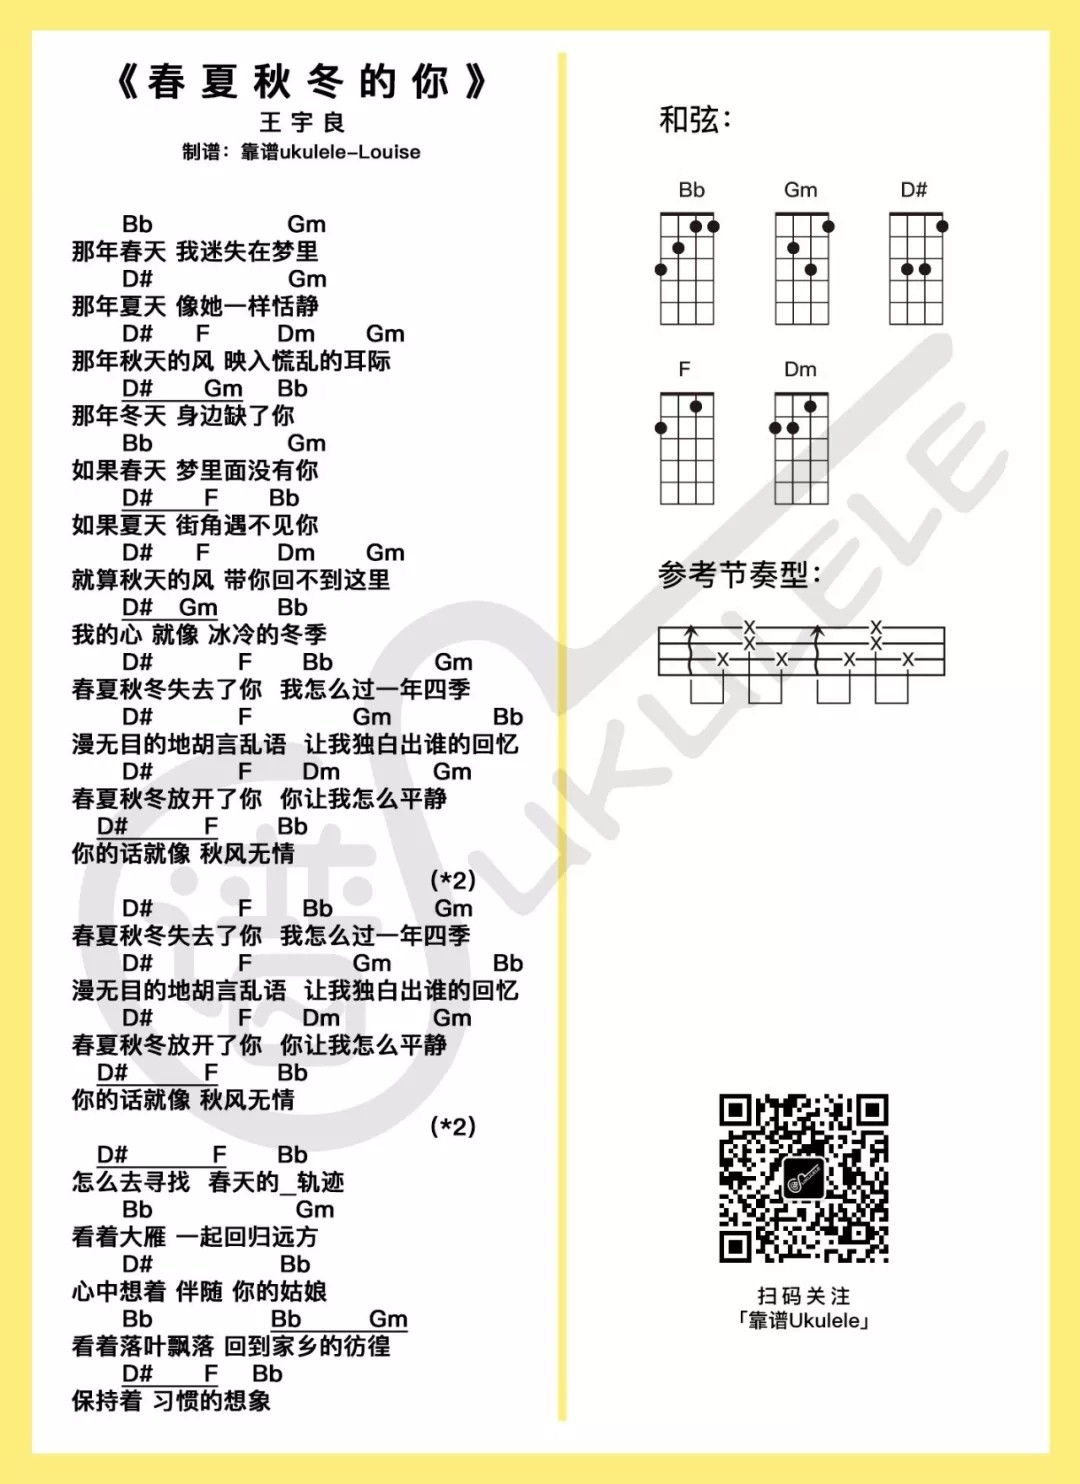 《春夏秋冬的你》
王宇良
制谱：靠谱ukulele-Louise
Bb Gm
那年春天 我迷失在梦里
D# Gm
那年夏天 像她一样恬静
D# F Dm Gm
那年秋天的风 映入慌乱的耳际
D# Gm Bb
那年冬天 身边缺了你
Bb Gm
如果春天 梦里面没有你
D# F Bb
如果夏天 街角遇不见你
D# F Dm Gm
就算秋天的风 带你回不到这里
D# Gm Bb
我的心 就像 冰冷的冬季
D# F Bb Gm
春夏秋冬失去了你 我怎么过一年四季
D# F Gm Bb
漫无目的地胡言乱语 让我独白出谁的回忆
D# F Dm Gm
春夏秋冬放开了你 你让我怎么平静
D# F Bb
你的话就像 秋风无情
(*2)
D# F Bb Gm
春夏秋冬失去了你 我怎么过一年四季
D# F Gm Bb
漫无目的地胡言乱语 让我独白出谁的回忆
D# F Dm Gm
春夏秋冬放开了你 你让我怎么平静
D# F Bb
你的话就像 秋风无情
(*2)
D# F Bb
怎么去寻找 春天的_轨迹
Bb Gm
看着大雁 一起回归远方
D# Bb
心中想着 伴随 你的姑娘
Bb Bb Gm
看着落叶飘落 回到家乡的彷徨
D# F Bb
保持着 习惯的想象
和弦：
Bb Gm D#
F Dm
参考节奏型：
X X
X X
X X X X
扫码关注
「靠谱Ukulele」
谱
UKULELE